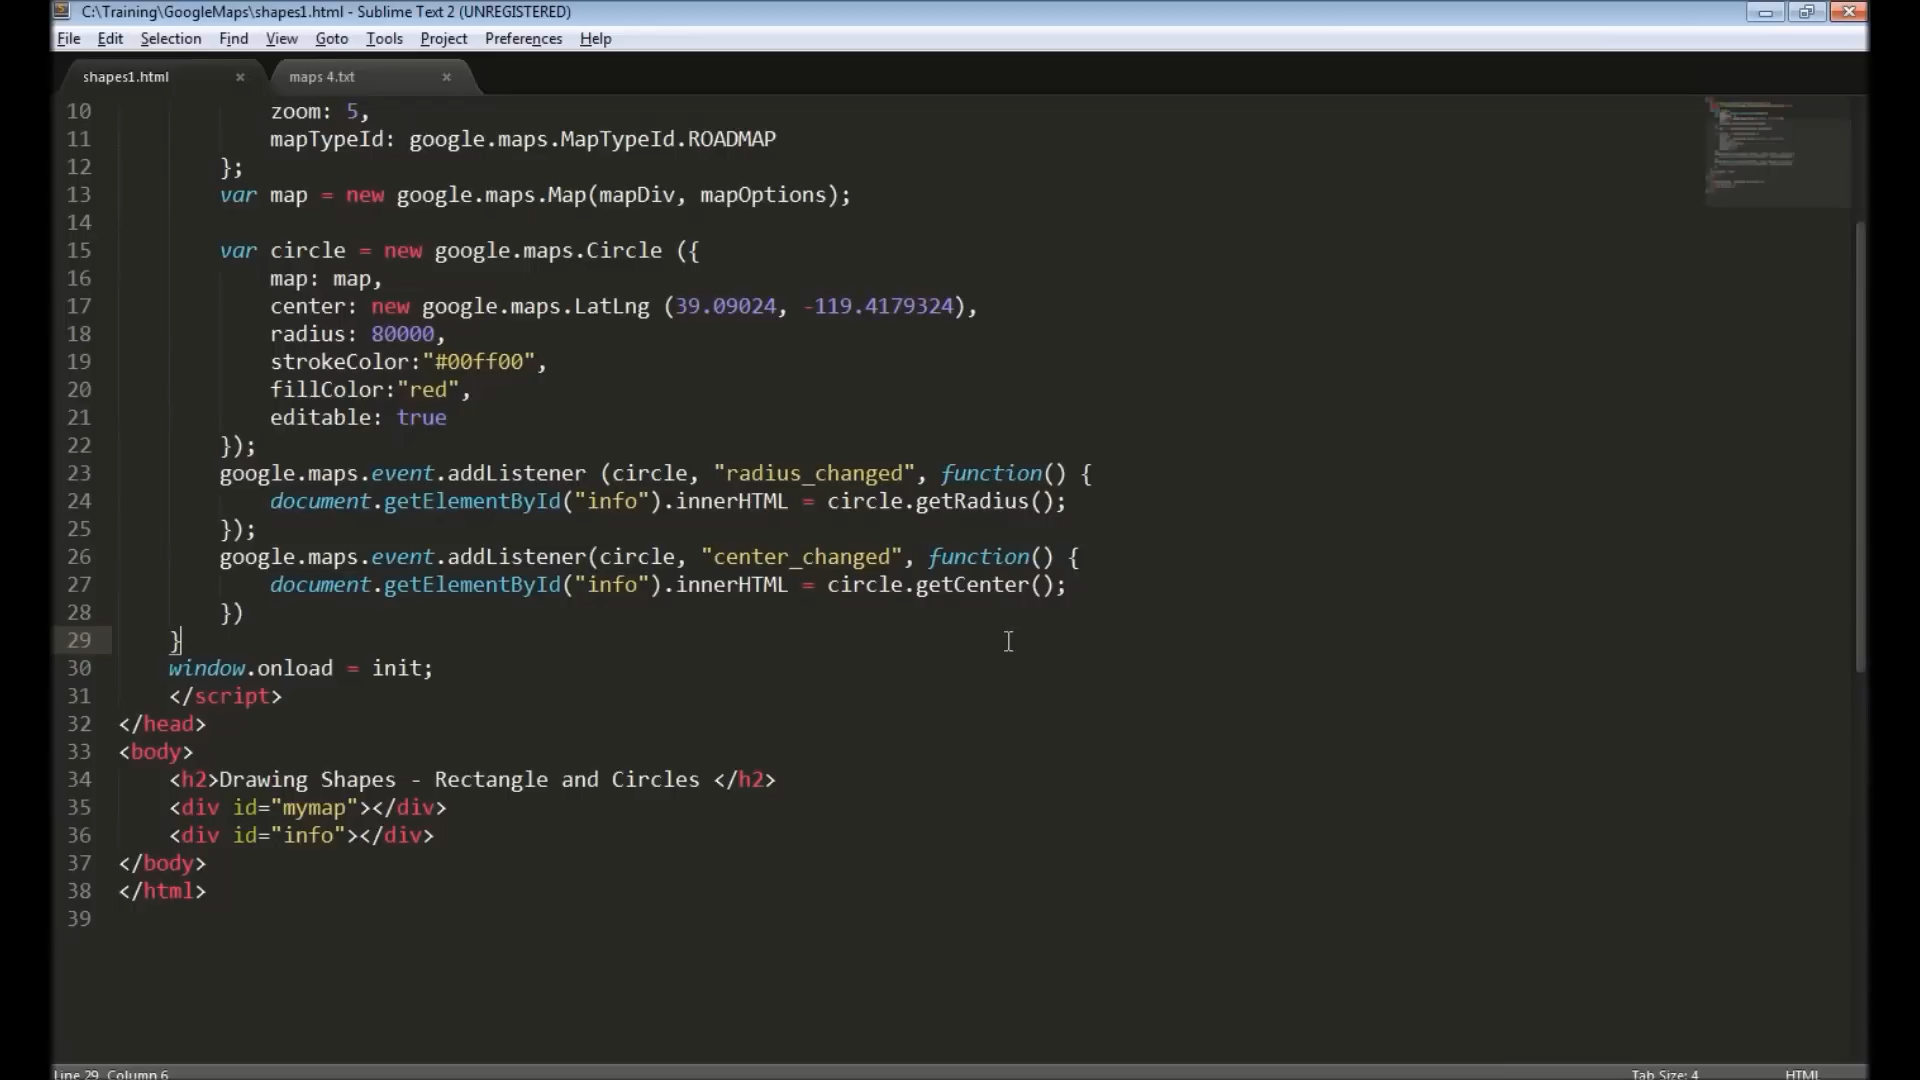 C:\Training\GoogleMaps\shapes1.html - Sublime Text 2 (UNREGISTERED)
File Edit Selection Find View Goto Tools Project Preferences Help
shapes1.html × maps 4.txt ×
10 zoom: 5,
11 mapTypeId: google.maps.MapTypeId.ROADMAP
12 };
13 var map = new google.maps.Map(mapDiv, mapOptions);
14
15 var circle = new google.maps.Circle ({
16 map: map,
17 center: new google.maps.LatLng (39.09024, -119.4179324),
18 radius: 80000,
19 strokeColor:"#00ff00",
20 fillColor:"red",
21 editable: true
22 });
23 google.maps.event.addListener (circle, "radius_changed", function() {
24 document.getElementById("info").innerHTML = circle.getRadius();
25 });
26 google.maps.event.addListener(circle, "center_changed", function() {
27 document.getElementById("info").innerHTML = circle.getCenter();
28 })
29 }
30 window.onload = init;
31 </script>
32 </head>
33 <body>
34 <h2>Drawing Shapes - Rectangle and Circles </h2>
35 <div id="mymap"></div>
36 <div id="info"></div>
37 </body>
38 </html>
39
Line 29, Column 6 Tab Size: 4 HTML